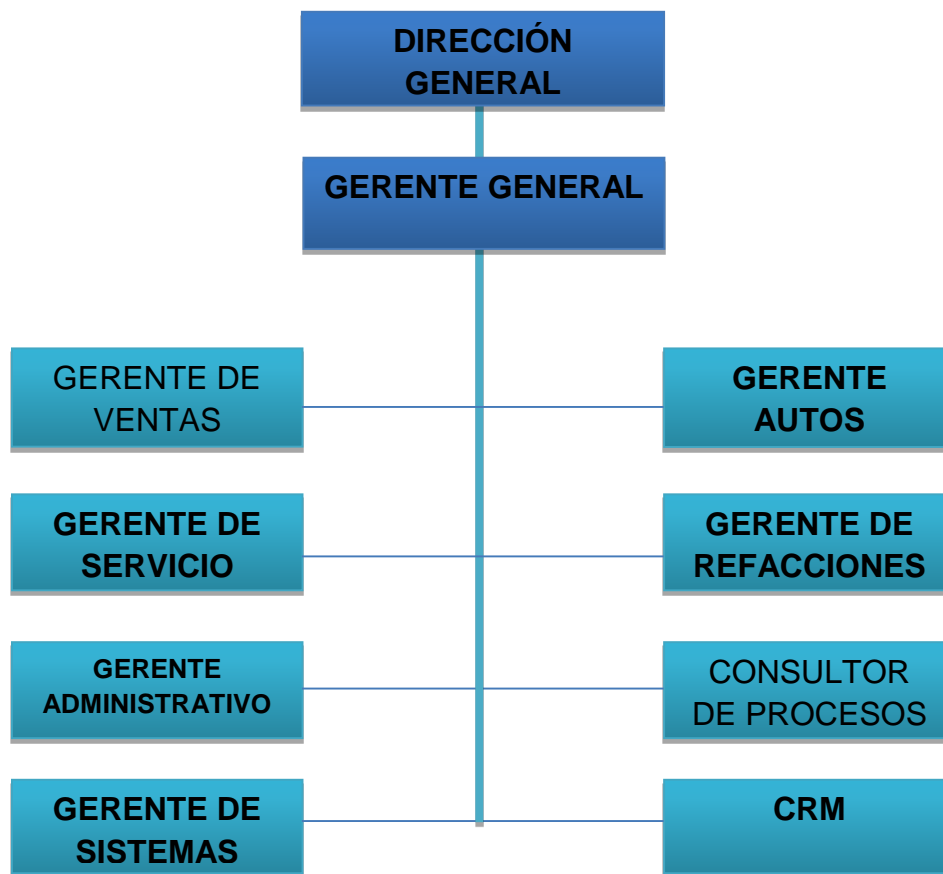 DIRECCIÓN
GENERAL
GERENTE GENERAL
GERENTE DE
VENTAS
GERENTE
AUTOS
GERENTE DE
SERVICIO
GERENTE DE
REFACCIONES
GERENTE
ADMINISTRATIVO
CONSULTOR
DE PROCESOS
GERENTE DE
SISTEMAS
CRM